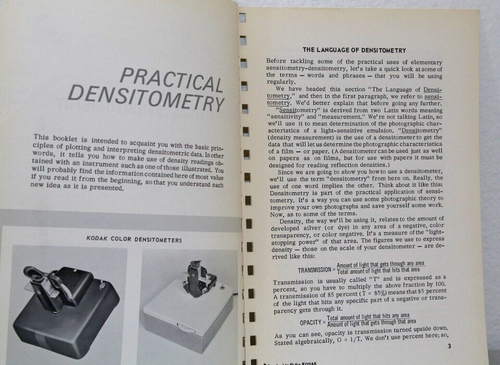 PRACTICAL
DENSITOMETRY
This booklet is intended to acquaint you with the basic prin-
ciples of plotting and interpreting densitometric data. In other
words, it tells you how to make use of density readings ob-
tained with an instrument such as one of those illustrated. You
will probably find the information contained here of most value
if you read it from the beginning, so that you understand each
new idea as it is presented.
KODAK COLOR DENSITOMETERS
THE LANGUAGE OF DENSITOMETRY
Before tackling some of the practical uses of elementary
sensitometry-densitometry, let's take a quick look at some of
the terms — words and phrases — that you will be using
regularly.
We have headed this section "The Language of Densi-
tometry," and then in the first paragraph, we refer to sensi-
tometry. We'd better explain that before going any further.
"Sensitometry" is derived from two Latin words meaning
"sensitivity" and "measurement." We're not talking Latin, so
we'll use it to mean determination of the photographic char-
acteristics of a light-sensitive emulsion. "Densitometry"
(density measurement) is the use of a densitometer to get the
data that will let us determine the photographic characteristics
of a film — or paper. (A densitometer can be used just as well
on papers as on films, but for use with papers it must be
designed for reading reflection densities.)
Since we are going to show you how to use a densitometer,
we'll use the term "densitometry" from here on. Really, the
use of one word implies the other. Think about it like this:
Densitometry is part of the practical application of sensi-
tometry. It's a way you can use some photographic theory to
improve your own photographs and save yourself some work.
Now, as to some of the terms.
Density, the way we'll be using it, relates to the amount of
developed silver (or dye) in any area of a negative, color
transparency, or color negative. It's a measure of the "light-
stopping power" of that area. The figures we use to express
density — those on the scale of your densitometer — are de-
rived like this:
TRANSMISSION = Amount of light that gets through any area
Total amount of light that hits that area
Transmission is usually called "T" and is expressed as a
percent, so you have to multiply the above fraction by 100.
A transmission of 85 percent (T = 85%) means that 85 percent
of the light that hits any specific part of a negative or trans-
parency gets through it.
OPACITY = Total amount of light that hits any area
Amount of light that gets through that area
As you can see, opacity is transmission turned upside down.
Stated algebraically, O = 1/T. We don't use percent here; so,
3